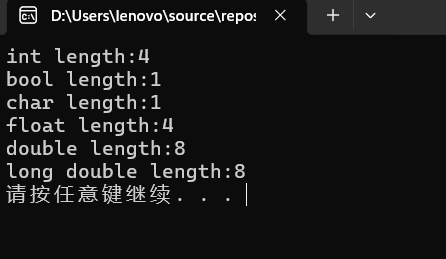 D:\Users\lenovo\source\repos
int length:4
bool length:1
char length:1
float length:4
double length:8
long double length:8
请按任意键继续. . .